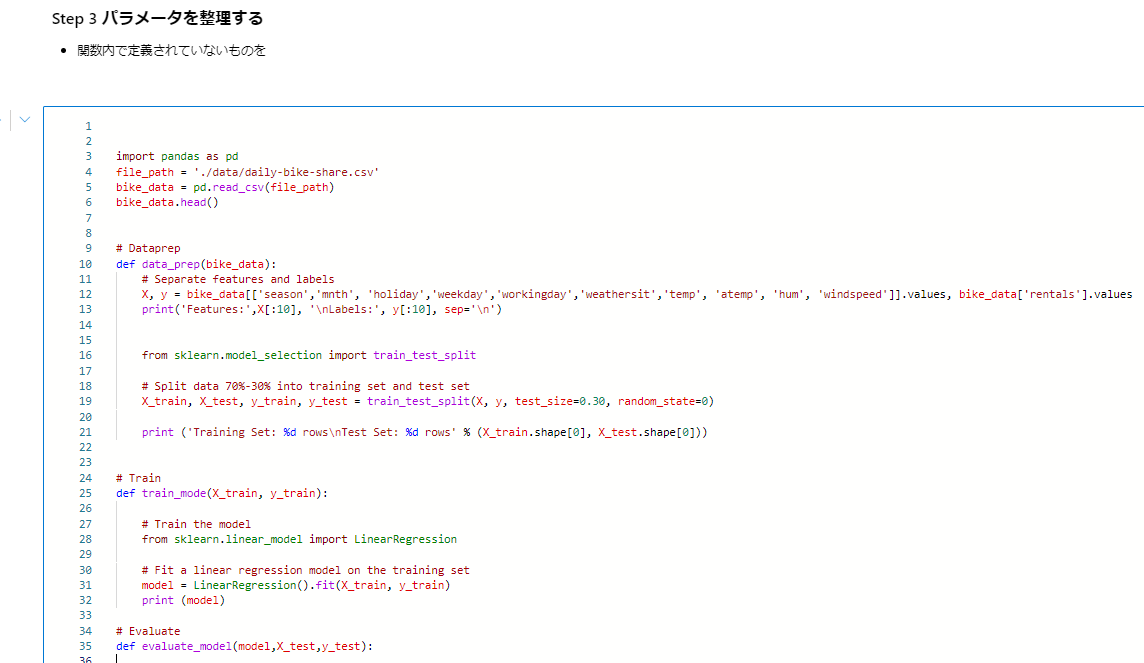 Step 3 パラメータを整理する
• 関数内で定義されていないものを
1
2
3 import pandas as pd
4 file_path = './data/daily-bike-share.csv'
5 bike_data = pd.read_csv(file_path)
6 bike_data.head()
7
8
9 # Dataprep
10 def data_prep(bike_data):
11     # Separate features and labels
12     X, y = bike_data[['season','mnth', 'holiday','weekday','workingday','weathersit','temp', 'atemp', 'hum', 'windspeed']].values, bike_data['rentals'].values
13     print('Features:',X[:10], '\nLabels:', y[:10], sep='\n')
14
15
16     from sklearn.model_selection import train_test_split
17
18     # Split data 70%-30% into training set and test set
19     X_train, X_test, y_train, y_test = train_test_split(X, y, test_size=0.30, random_state=0)
20
21     print ('Training Set: %d rows\nTest Set: %d rows' % (X_train.shape[0], X_test.shape[0]))
22
23
24 # Train
25 def train_mode(X_train, y_train):
26
27     # Train the model
28     from sklearn.linear_model import LinearRegression
29
30     # Fit a linear regression model on the training set
31     model = LinearRegression().fit(X_train, y_train)
32     print (model)
33
34 # Evaluate
35 def evaluate_model(model,X_test,y_test):
36